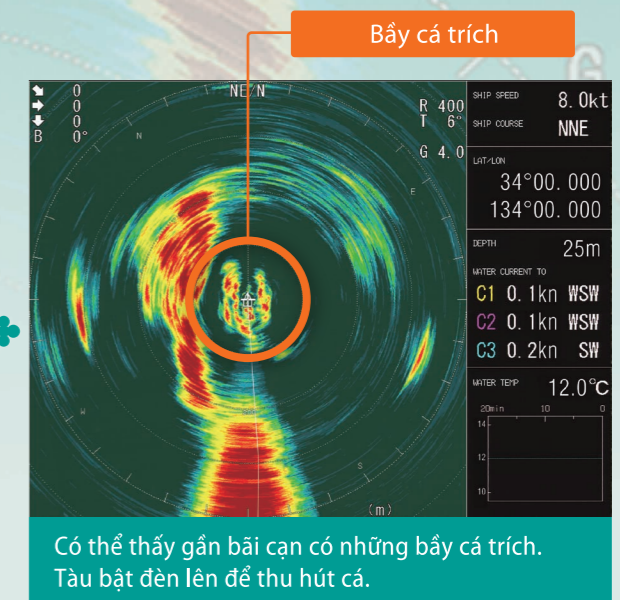 Bầy cá trích
0
0
0
B 0°
NE/N
R 400
T 6°
G 4.0
N
E
W
S
(m)
SHIP SPEED 8.0kt
SHIP COURSE NNE
LAT/LON
34°00.000
134°00.000
DEPTH 25m
WATER CURRENT TO
C1 0.1kn WSW
C2 0.1kn WSW
C3 0.2kn SW
WATER TEMP 12.0°C
20min 10 0
14
12
10
Có thể thấy gần bãi cạn có những bầy cá trích.
Tàu bật đèn lên để thu hút cá.